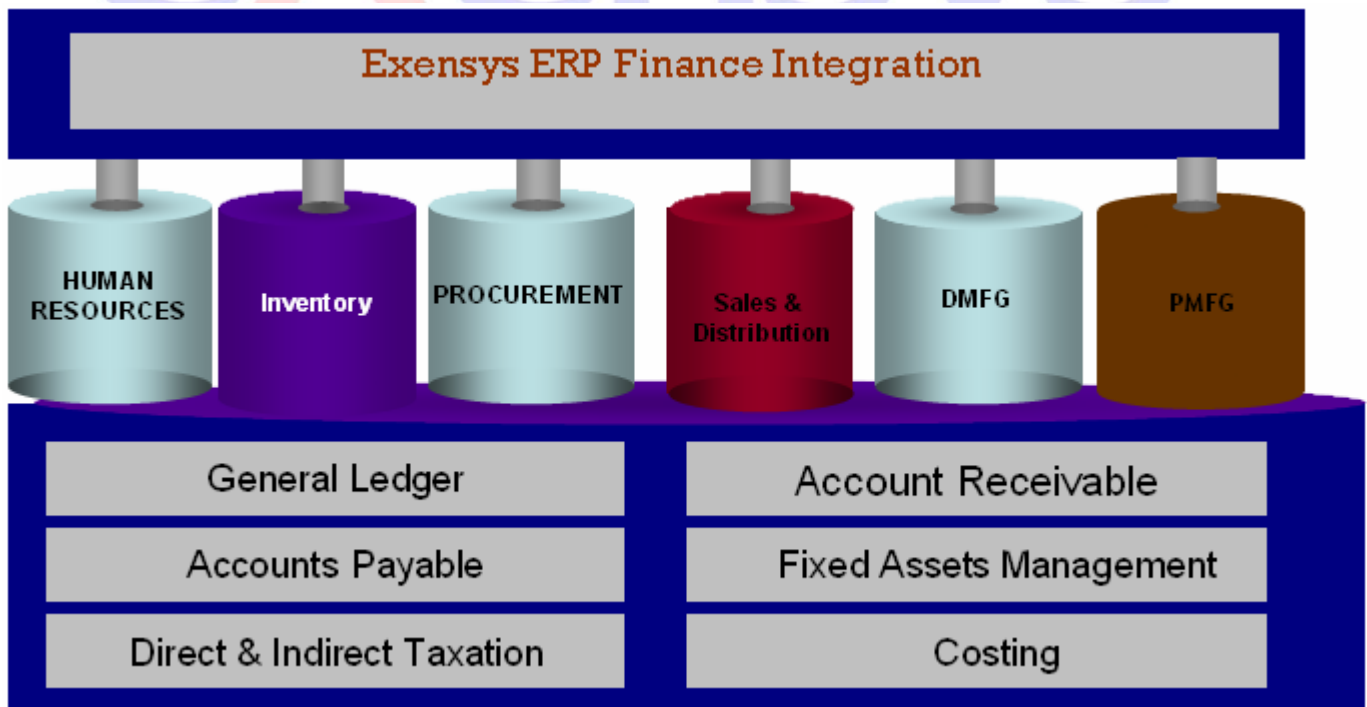 Exensys ERP Finance Integration
HUMAN
RESOURCES
Inventory
PROCUREMENT
Sales &
Distribution
DMFG
PMFG
General Ledger
Account Receivable
Accounts Payable
Fixed Assets Management
Direct & Indirect Taxation
Costing